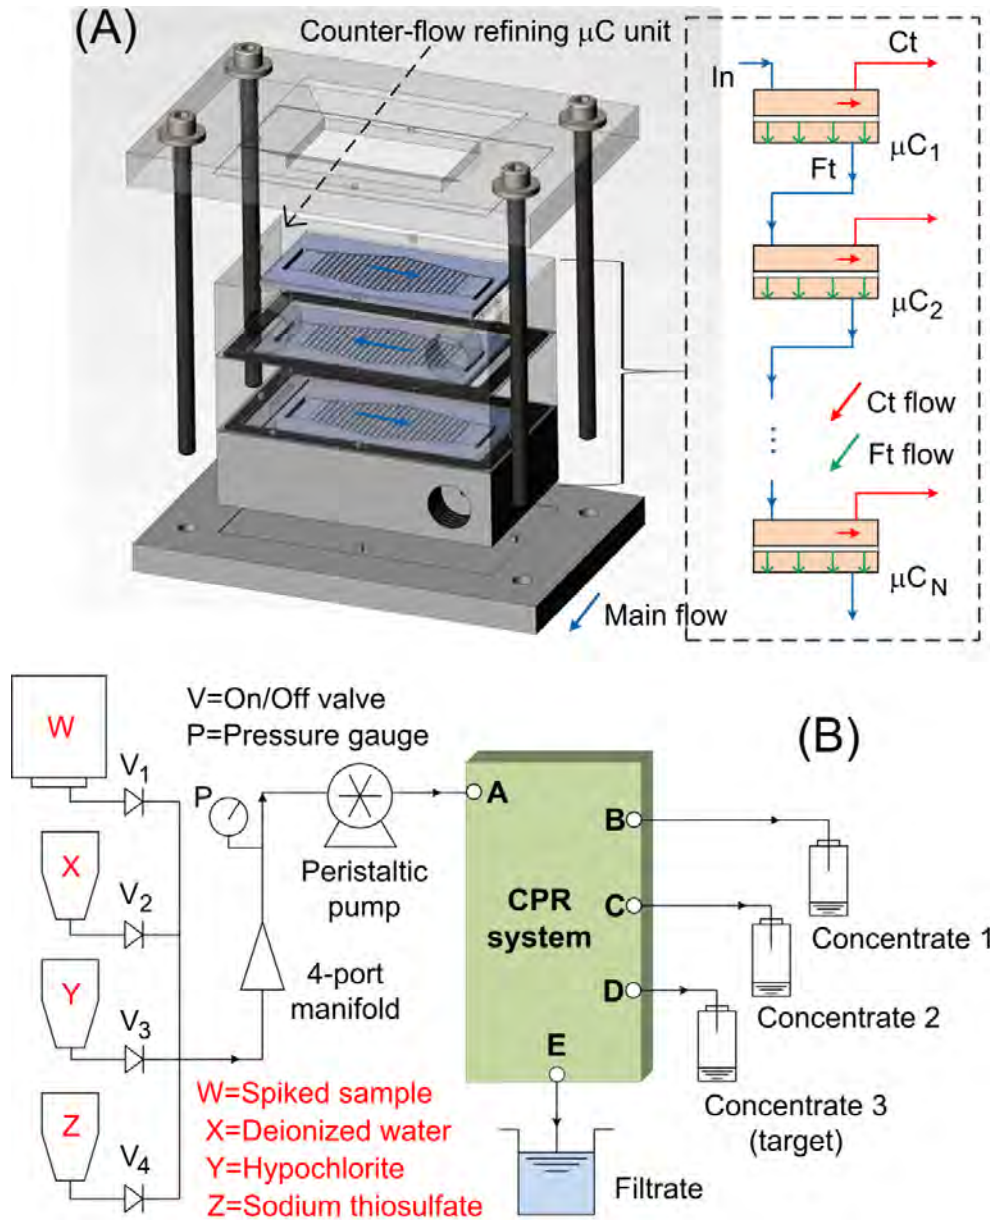 (A)
Counter-flow refining μC unit
In
Ct
μC1
Ft
μC2
Ct flow
Ft flow
μCN
Main flow
(B)
V=On/Off valve
P=Pressure gauge
W
V1
P
A
B
X
V2
Peristaltic
pump
CPR
system
C
Concentrate 1
Y
V3
4-port
manifold
D
Concentrate 2
E
Z
V4
W=Spiked sample
X=Deionized water
Y=Hypochlorite
Z=Sodium thiosulfate
Concentrate 3
(target)
Filtrate